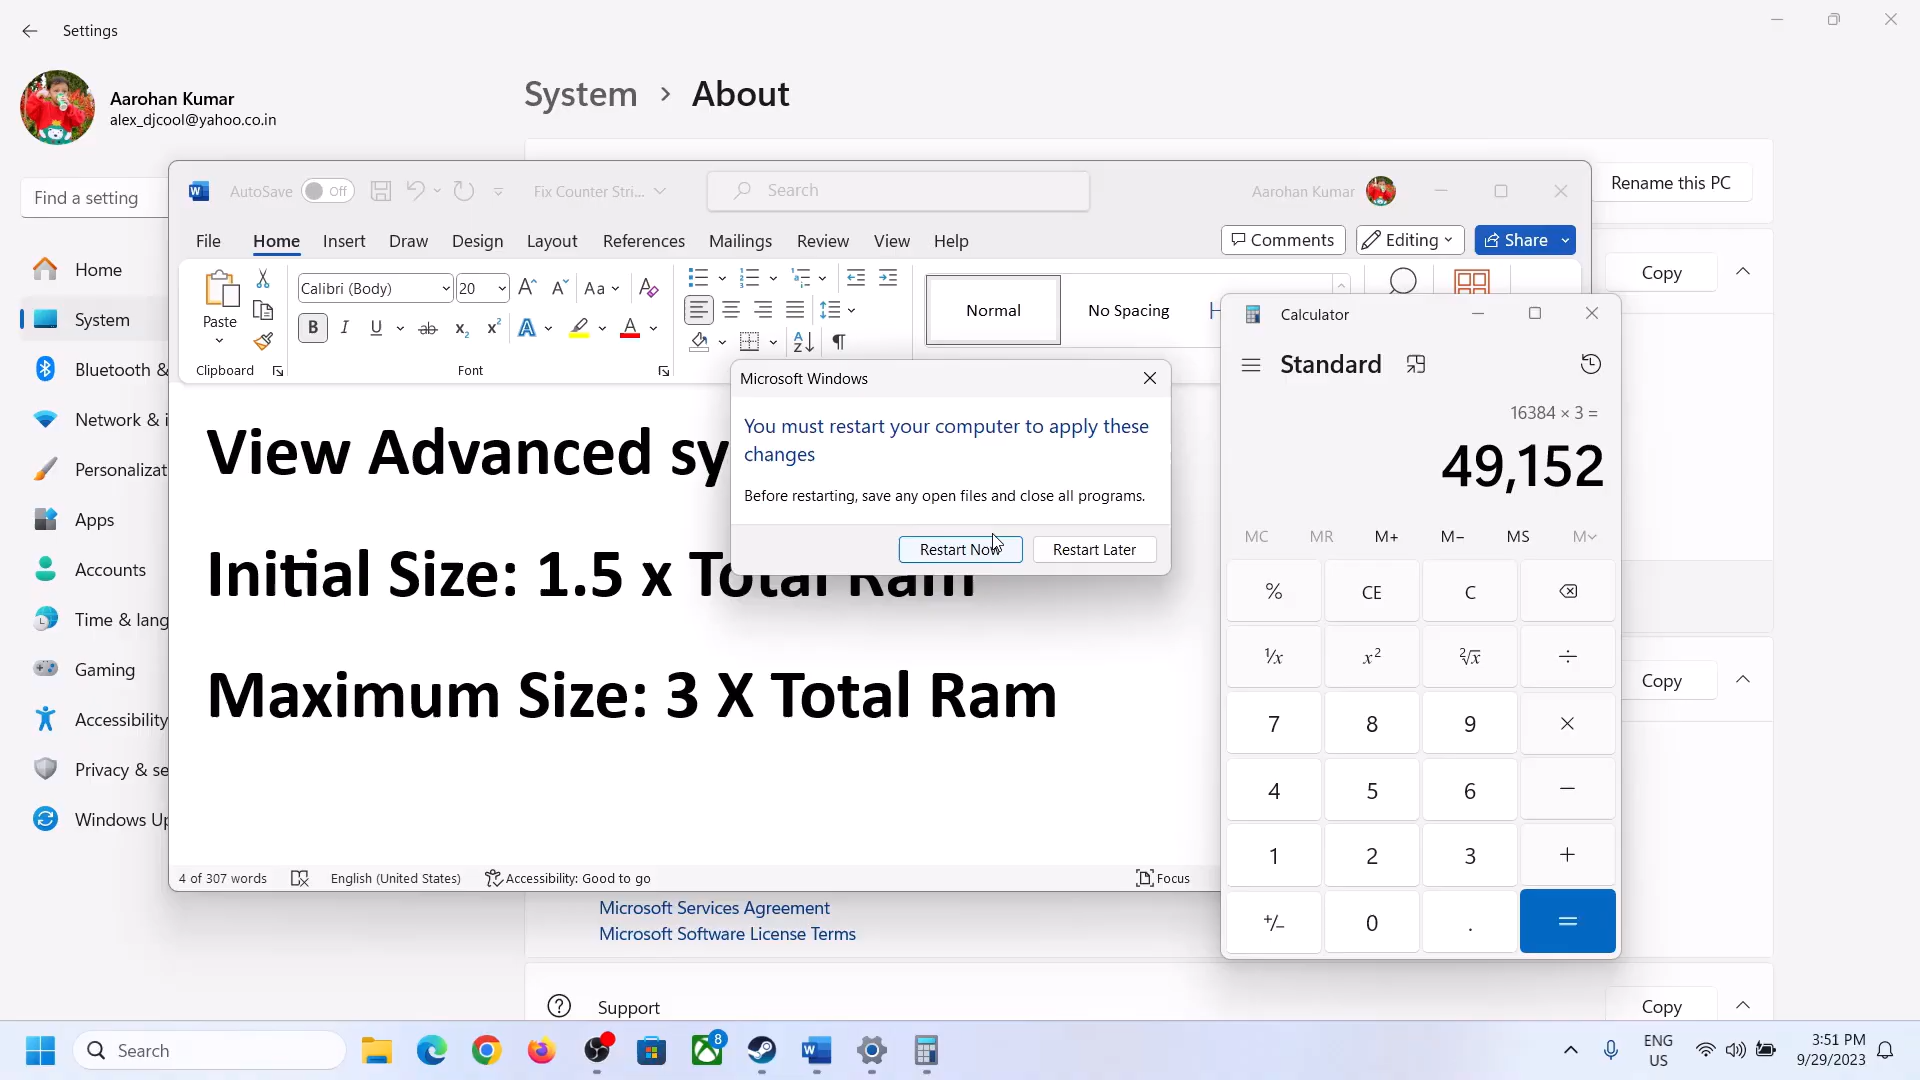 Settings
Aarohan Kumar
alex_djcool@yahoo.co.in
Find a setting
Home
System
Bluetooth &
Network & i
Personalizat
Apps
Accounts
Time & lang
Gaming
Accessibility
Privacy & se
Windows Up
System > About
Rename this PC
Copy
Copy
Microsoft Services Agreement
Microsoft Software License Terms
Support
Copy
AutoSave Off
Fix Counter Stri...
Search
Aarohan Kumar
File Home Insert Draw Design Layout References Mailings Review View Help
Comments Editing Share
Paste
Calibri (Body) 20
Aa
B I U ab x₂ x² A A
Normal
No Spacing
Clipboard
Font
View Advanced sy
Initial Size: 1.5 x Total Ram
Maximum Size: 3 X Total Ram
4 of 307 words
English (United States)
Accessibility: Good to go
Focus
Microsoft Windows
You must restart your computer to apply these
changes
Before restarting, save any open files and close all programs.
Restart Now
Restart Later
Calculator
Standard
16384 × 3 =
49,152
MC MR M+ M− MS M
% CE C
¹/x x² ²√x ÷
7 8 9 ×
4 5 6 −
1 2 3 +
+/− 0 . =
Search
8
ENG
US
3:51 PM
9/29/2023